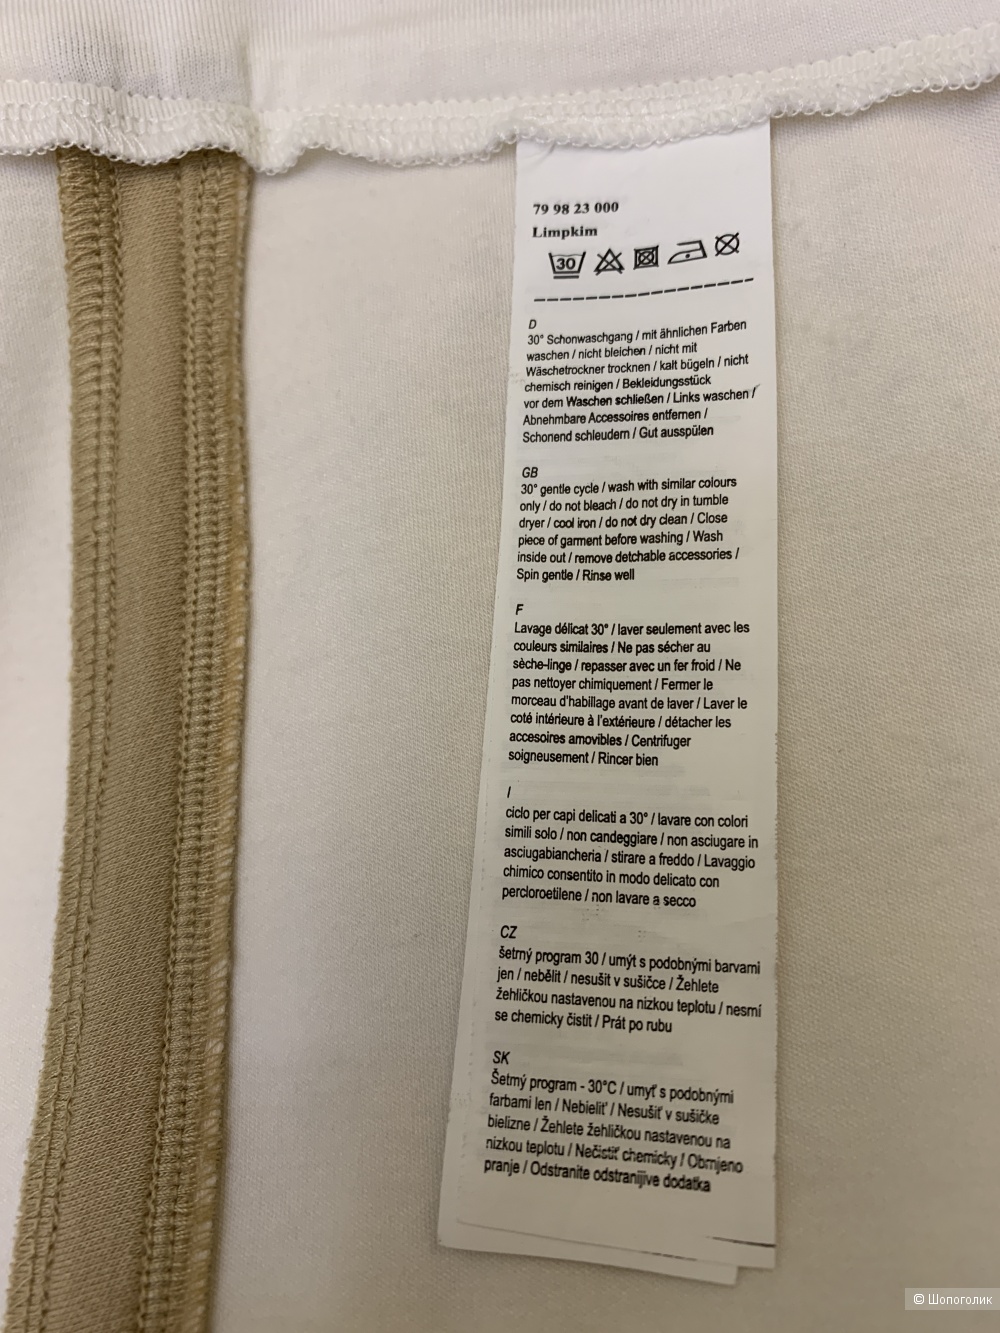 79 98 23 000
Limpkim
30
D
30° Schonwaschgang / mit ähnlichen Farben
waschen / nicht bleichen / nicht mit
Wäschetrockner trocknen / kalt bügeln / nicht
chemisch reinigen / Bekleidungsstück
vor dem Waschen schließen / Links waschen /
Abnehmbare Accessoires entfernen /
Schonend schleudern / Gut ausspülen
GB
30° gentle cycle / wash with similar colours
only / do not bleach / do not dry in tumble
dryer / cool iron / do not dry clean / Close
piece of garment before washing / Wash
inside out / remove detchable accessories /
Spin gentle / Rinse well
F
Lavage délicat 30° / laver seulement avec les
couleurs similaires / Ne pas sécher au
sèche-linge / repasser avec un fer froid / Ne
pas nettoyer chimiquement / Fermer le
morceau d'habillage avant de laver / Laver le
coté intérieure à l'extérieure / détacher les
accesoires amovibles / Centrifuger
soigneusement / Rincer bien
I
ciclo per capi delicati a 30° / lavare con colori
simili solo / non candeggiare / non asciugare in
asciugabiancheria / stirare a freddo / Lavaggio
chimico consentito in modo delicato con
percloroetilene / non lavare a secco
CZ
šetrný program 30 / umýt s podobnými barvami
jen / nebělit / nesušit v sušičce / Žehlete
žehličkou nastavenou na nizkou teplotu / nesmí
se chemicky čistit / Prát po rubu
SK
Šetrný program - 30°C / umyť s podobnými
farbami len / Nebieliť / Nesušiť v sušičke
bielizne / Žehlete žehličkou nastavenou na
nizkou teplotu / Nečistiť chemicky / Obrnjeno
pranje / Odstranite odstranijive dodatka
© Шопоголик